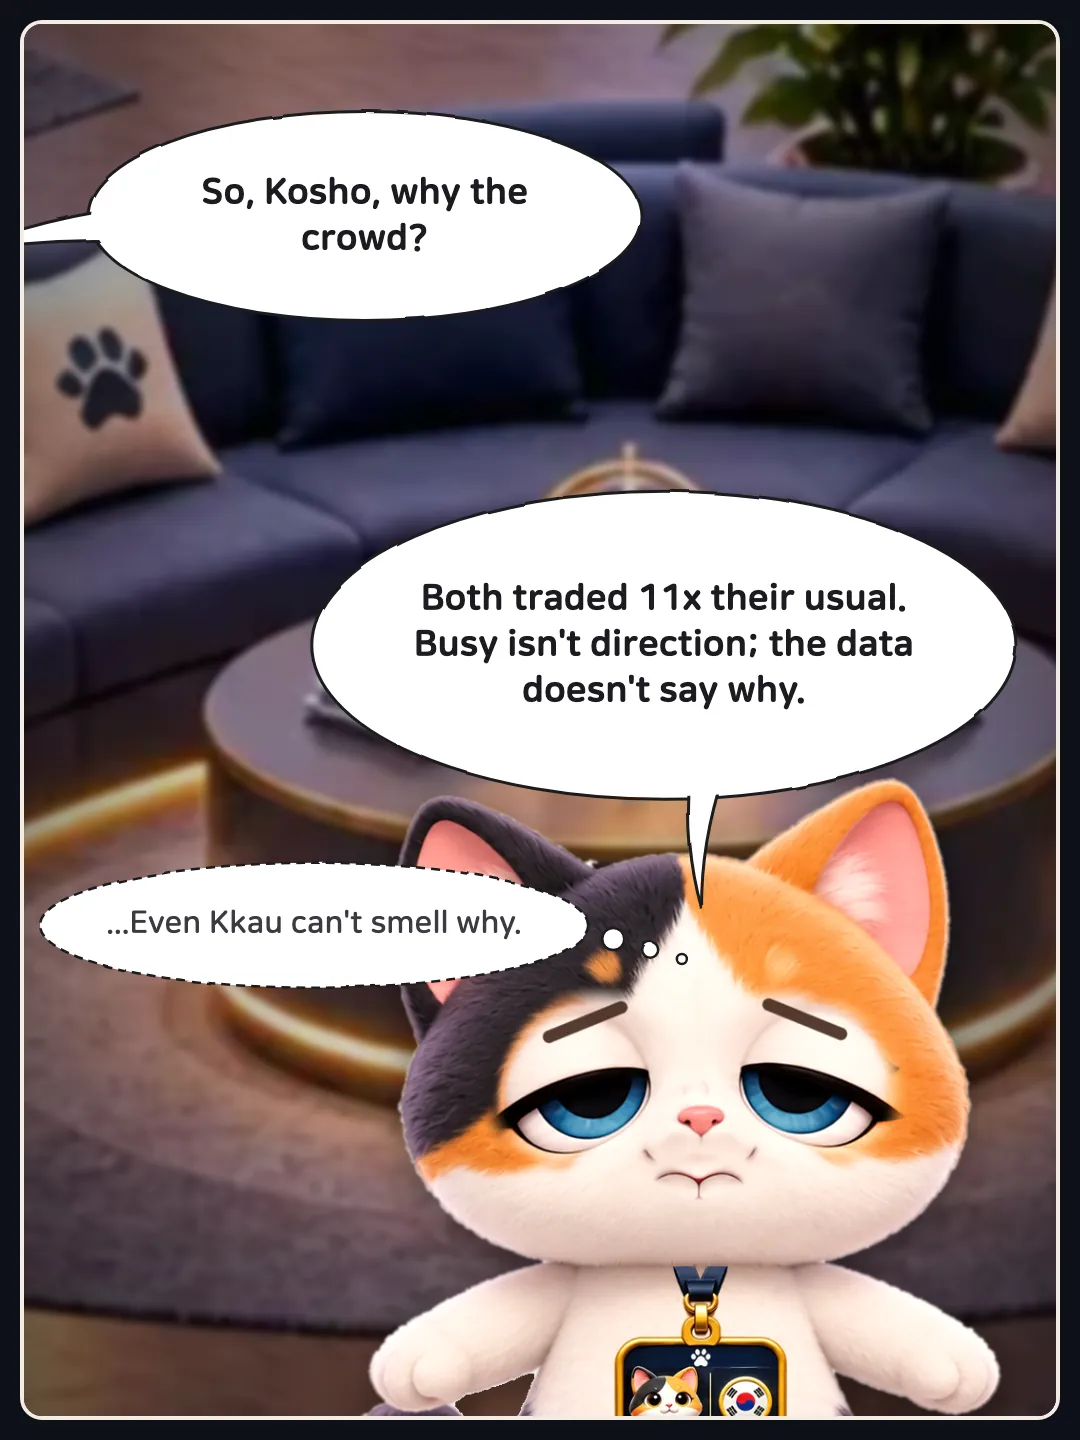 So, Kosho, why the
crowd?
Both traded 11x their usual.
Busy isn't direction; the data
doesn't say why.
...Even Kkau can't smell why.